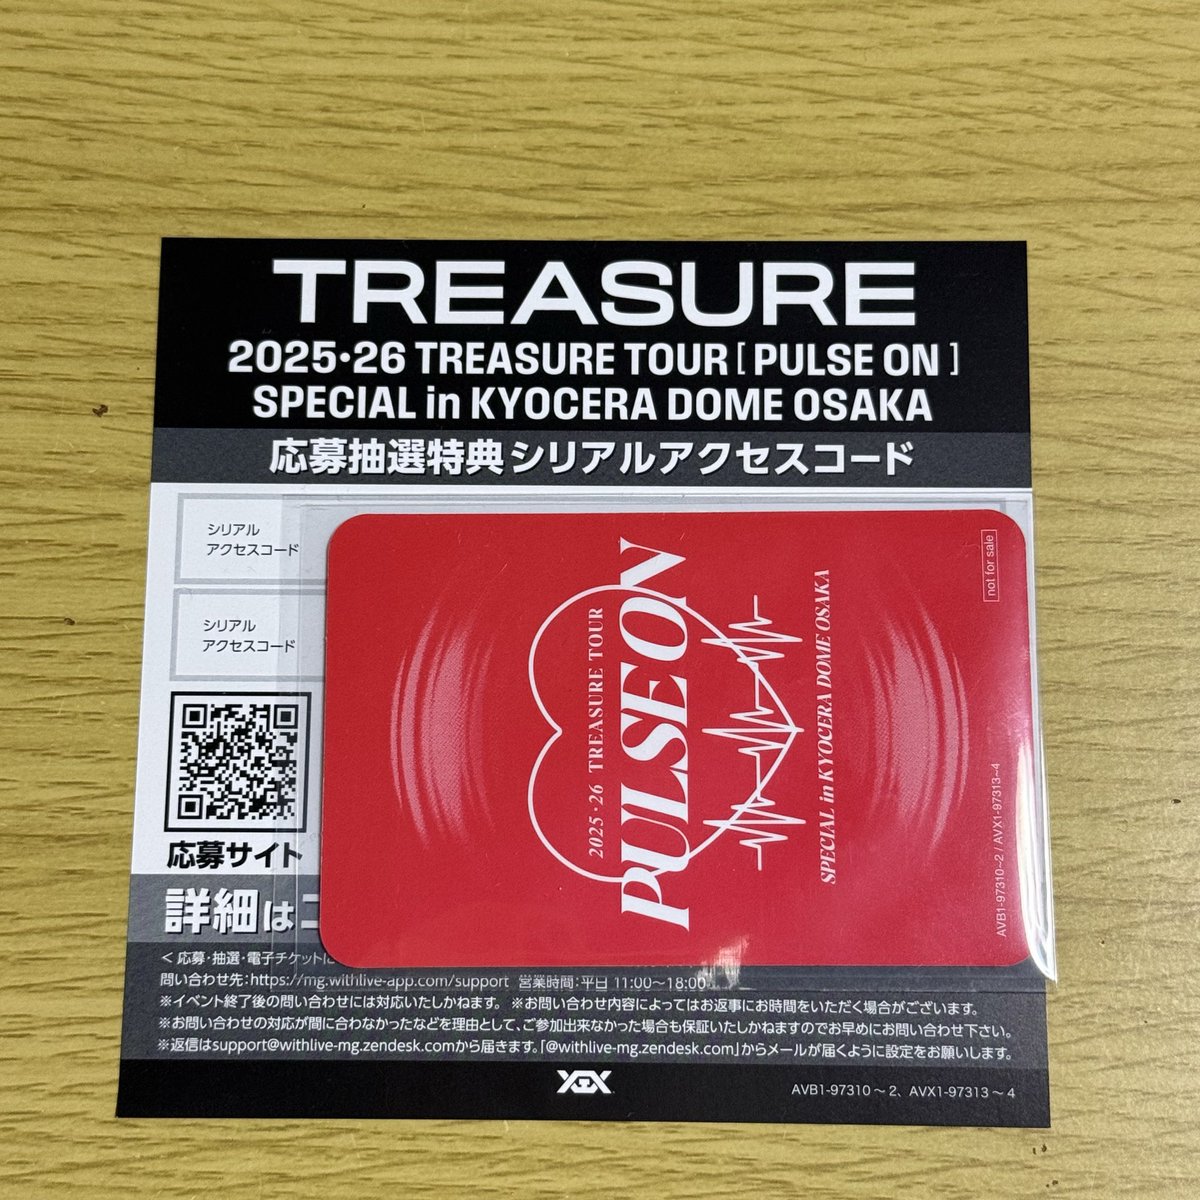 TREASURE
2025・26 TREASURE TOUR [ PULSE ON ]
SPECIAL in KYOCERA DOME OSAKA
応募抽選特典シリアルアクセスコード
シリアル
アクセスコード
シリアル
アクセスコード
応募サイト
詳細は
2025・26 TREASURE TOUR
PULSE ON
SPECIAL in KYOCERA DOME OSAKA
not for sale
AVB1-97310~2 / AVX1-97313~4
< 応募・抽選・電子チケットに
問い合わせ先：https://mg.withlive-app.com/support 営業時間：平日 11:00～18:00
※イベント終了後の問い合わせには対応いたしかねます。 ※お問い合わせ内容によってはお返事にお時間をいただく場合がございます。
※お問い合わせの対応が間に合わなかったなどを理由として、ご参加出来なかった場合も保証いたしかねますのでお早めにお問い合わせ下さい。
※返信はsupport@withlive-mg.zendesk.comから届きます。「@withlive-mg.zendesk.com」からメールが届くように設定をお願いします。
YGEX
AVB1-97310～2、AVX1-97313～4